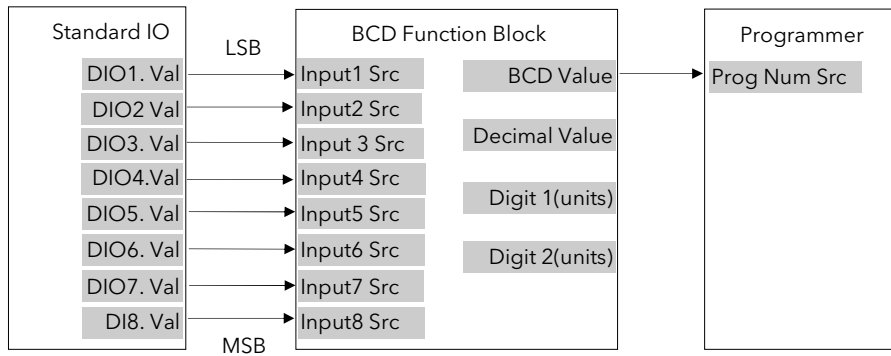 Standard IO
DIO1. Val
DIO2 Val
DIO3. Val
DIO4.Val
DIO5. Val
DIO6. Val
DIO7. Val
DI8. Val
LSB
MSB
BCD Function Block
Input1 Src
Input2 Src
Input 3 Src
Input4 Src
Input5 Src
Input6 Src
Input7 Src
Input8 Src
BCD Value
Decimal Value
Digit 1(units)
Digit 2(units)
Programmer
Prog Num Src